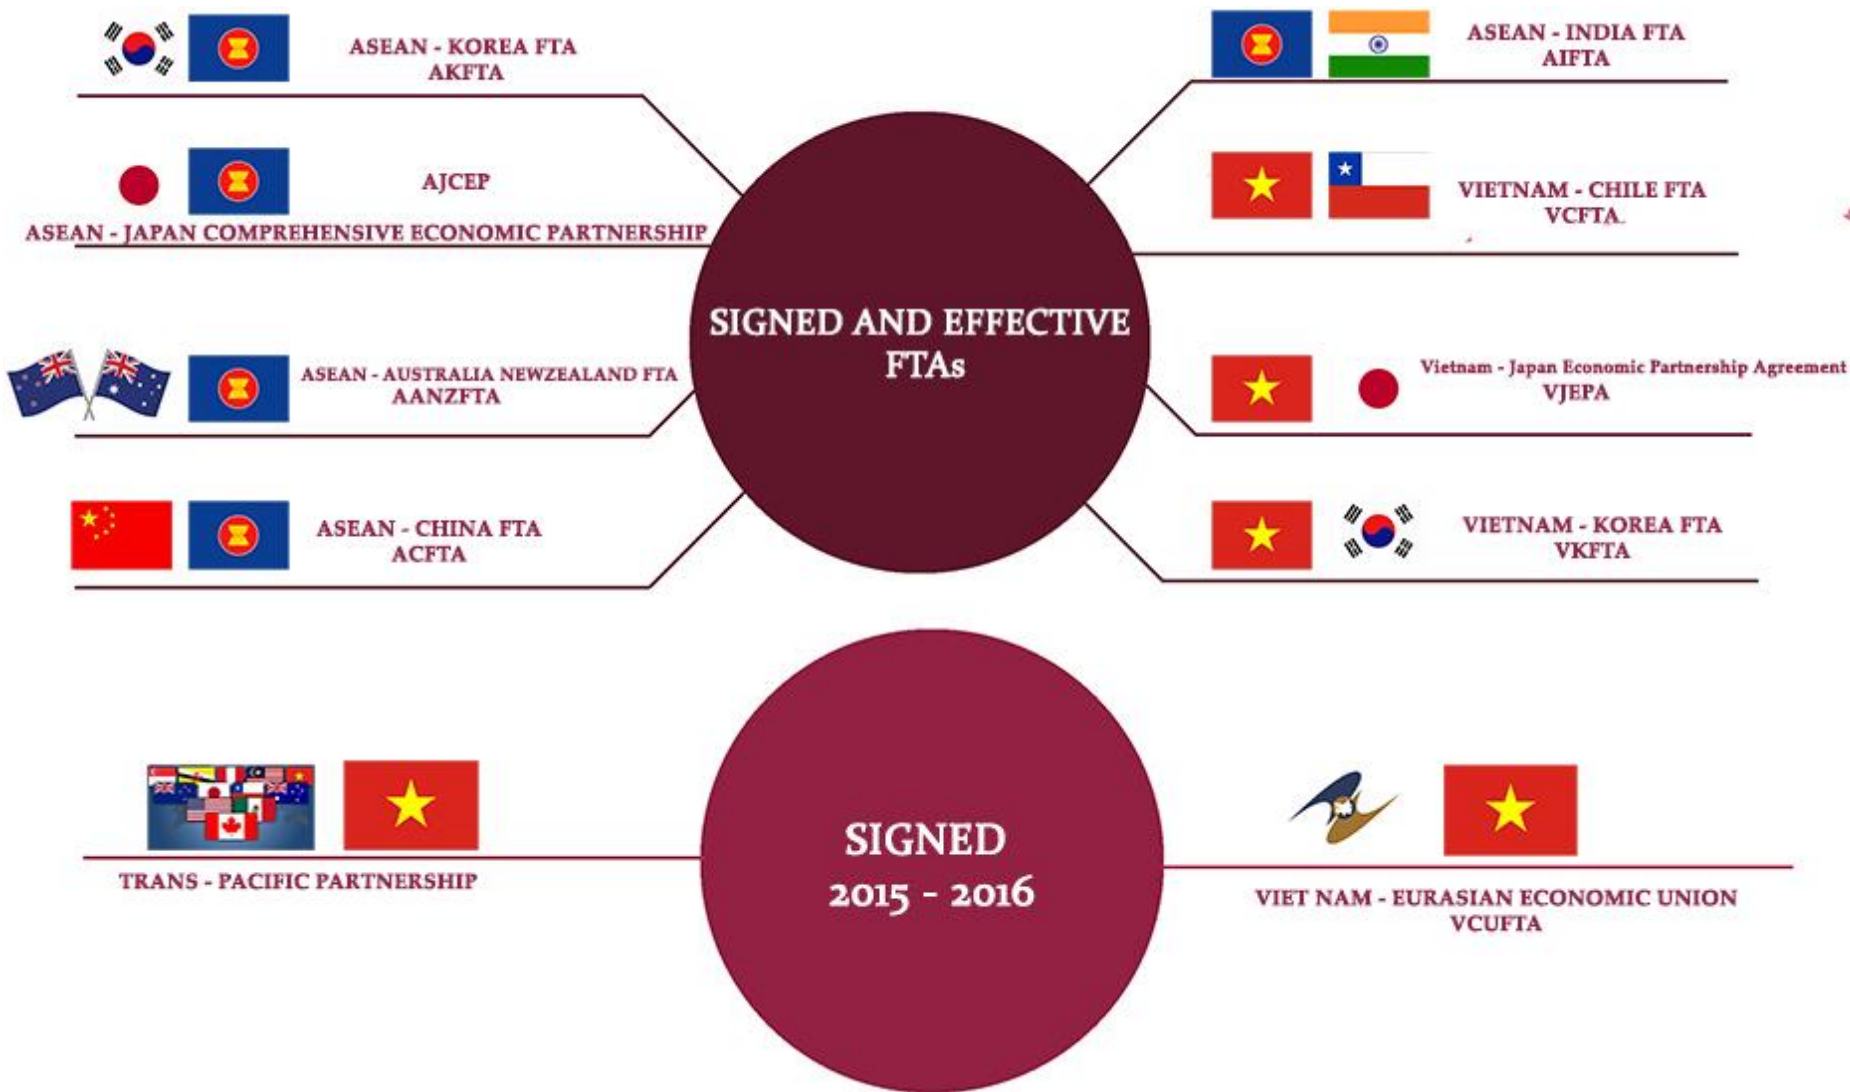 ASEAN - KOREA FTA
AKFTA
AJCEP
ASEAN - JAPAN COMPREHENSIVE ECONOMIC PARTNERSHIP
ASEAN - AUSTRALIA NEWZEALAND FTA
AANZFTA
ASEAN - CHINA FTA
ACFTA
SIGNED AND EFFECTIVE
FTAs
ASEAN - INDIA FTA
AIFTA
VIETNAM - CHILE FTA
VCFTA
Vietnam - Japan Economic Partnership Agreement
VJEPA
VIETNAM - KOREA FTA
VKFTA
TRANS - PACIFIC PARTNERSHIP
SIGNED
2015 - 2016
VIET NAM - EURASIAN ECONOMIC UNION
VCUFTA